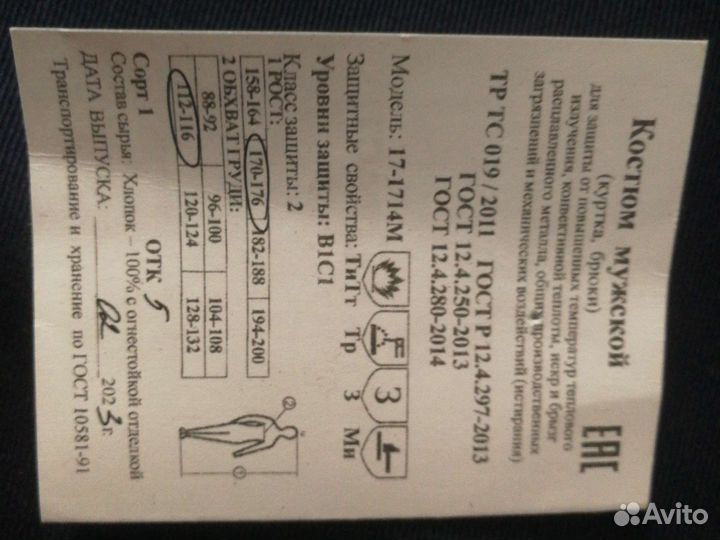 Костюм мужской
(куртка, брюки)
для защиты от повышенных температур теплового
излучения, конвективной теплоты, искр и брызг
расплавленного металла, общих производственных
загрязнений и механических воздействий (истирания)
ЕАС
ТР ТС 019 / 2011 ГОСТ Р 12.4.297-2013
ГОСТ 12.4.250-2013
ГОСТ 12.4.280-2014
Модель: 17-1714М
З
Защитные свойства: ТиТт Тр З Ми
Уровни защиты: В1С1
Класс защиты: 2
1 РОСТ:
158-164 170-176 182-188 194-200
2 ОБХВАТ ГРУДИ:
88-92 96-100 104-108
112-116 120-124 128-132
2
1
ОТК 5
Сорт 1
Состав сырья: Хлопок – 100% с огнестойкой отделкой
ДАТА ВЫПУСКА: 02 2023г.
Транспортирование и хранение по ГОСТ 10581-91
Avito